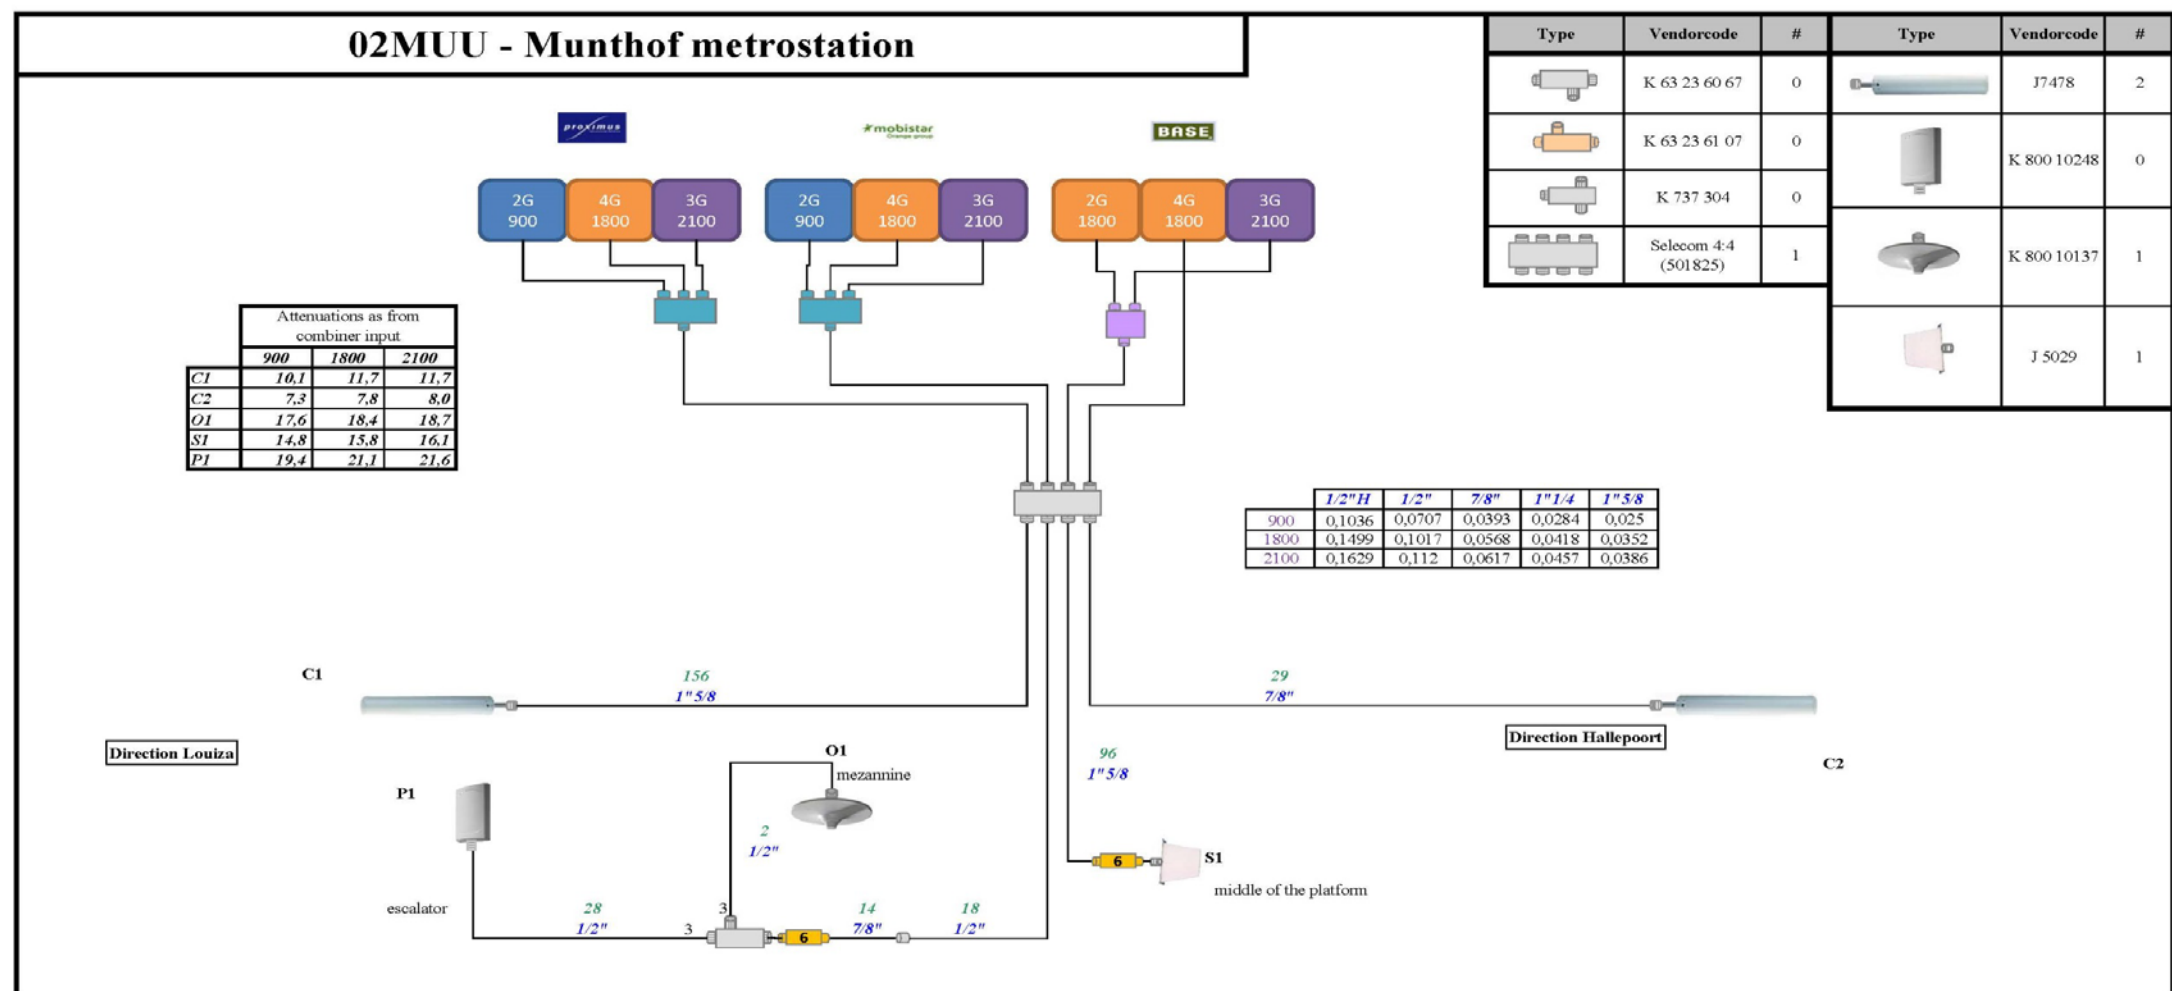 02MUU - Munthof metrostation
Type Vendorcode # Type Vendorcode #
K 63 23 60 67 0 J7478 2
K 63 23 61 07 0 K 800 10248 0
K 737 304 0
Selecom 4:4
(501825) 1 K 800 10137 1
J 5029 1
proximus
mobistar
Orange group
BASE
2G 4G 3G 2G 4G 3G 2G 4G 3G
900 1800 2100 900 1800 2100 1800 1800 2100
Attenuations as from
combiner input
900 1800 2100
C1 10,1 11,7 11,7
C2 7,3 7,8 8,0
O1 17,6 18,4 18,7
S1 14,8 15,8 16,1
P1 19,4 21,1 21,6
1/2"H 1/2" 7/8" 1"1/4 1"5/8
900 0,1036 0,0707 0,0393 0,0284 0,025
1800 0,1499 0,1017 0,0568 0,0418 0,0352
2100 0,1629 0,112 0,0617 0,0457 0,0386
C1
156
1"5/8
29
7/8"
Direction Louiza
Direction Hallepoort
C2
O1
mezannine
96
1"5/8
P1
2
1/2"
6
S1
middle of the platform
escalator
28
1/2"
3
3
6
14
7/8"
18
1/2"